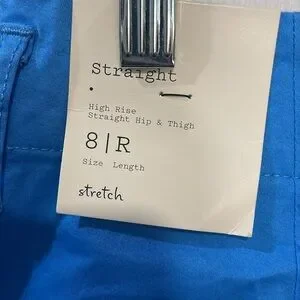 Straight
High Rise
Straight Hip & Thigh
8|R
Size Length
stretch